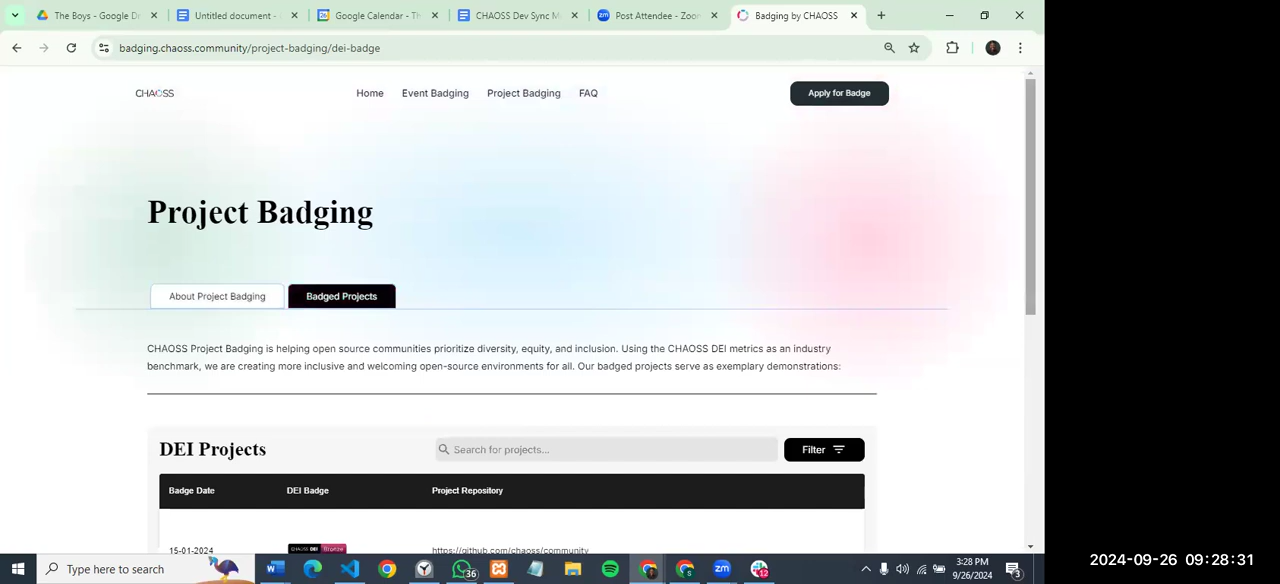 The Boys - Google D
Untitled document -
Google Calendar - Th
CHAOSS Dev Sync M
Post Attendee - Zoo
Badging by CHAOSS
badging.chaoss.community/project-badging/dei-badge
CHAOSS
Home
Event Badging
Project Badging
FAQ
Apply for Badge
Project Badging
About Project Badging
Badged Projects
CHAOSS Project Badging is helping open source communities prioritize diversity, equity, and inclusion. Using the CHAOSS DEI metrics as an industry
benchmark, we are creating more inclusive and welcoming open-source environments for all. Our badged projects serve as exemplary demonstrations:
DEI Projects
Search for projects...
Filter
Badge Date
DEI Badge
Project Repository
15-01-2024
CHAOSS DEI Bronze
https://github.com/chaoss/community
Type here to search
36
12
3:28 PM
9/26/2024
3
2024-09-26 09:28:31